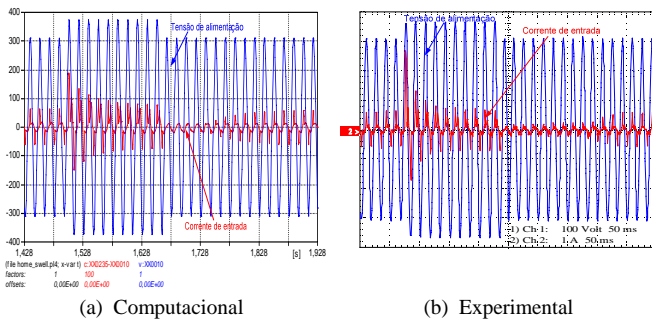 400
Tensão de alimentação
300
200
100
0
-100
-200
-300
Corrente de entrada
-400
1,428
1,528
1,628
1,728
1,828
[s]
1,928
(file home_swell.pl4; x-var t) c:XX0235-XX0010 v:XX0010
factors: 1 100 1
offsets: 0,00E+00 0,00E+00 0,00E+00
(a) Computacional
Tensão de alimentação
Corrente de entrada
1) Ch 1: 100 Volt 50 ms
2) Ch 2: 1 A 50 ms
(b) Experimental